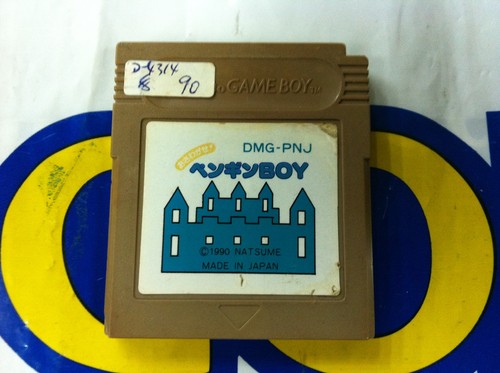 D-4314
90
GAME BOY
DMG-PNJ
ペンギンBOY
©1990 NATSUME
MADE IN JAPAN